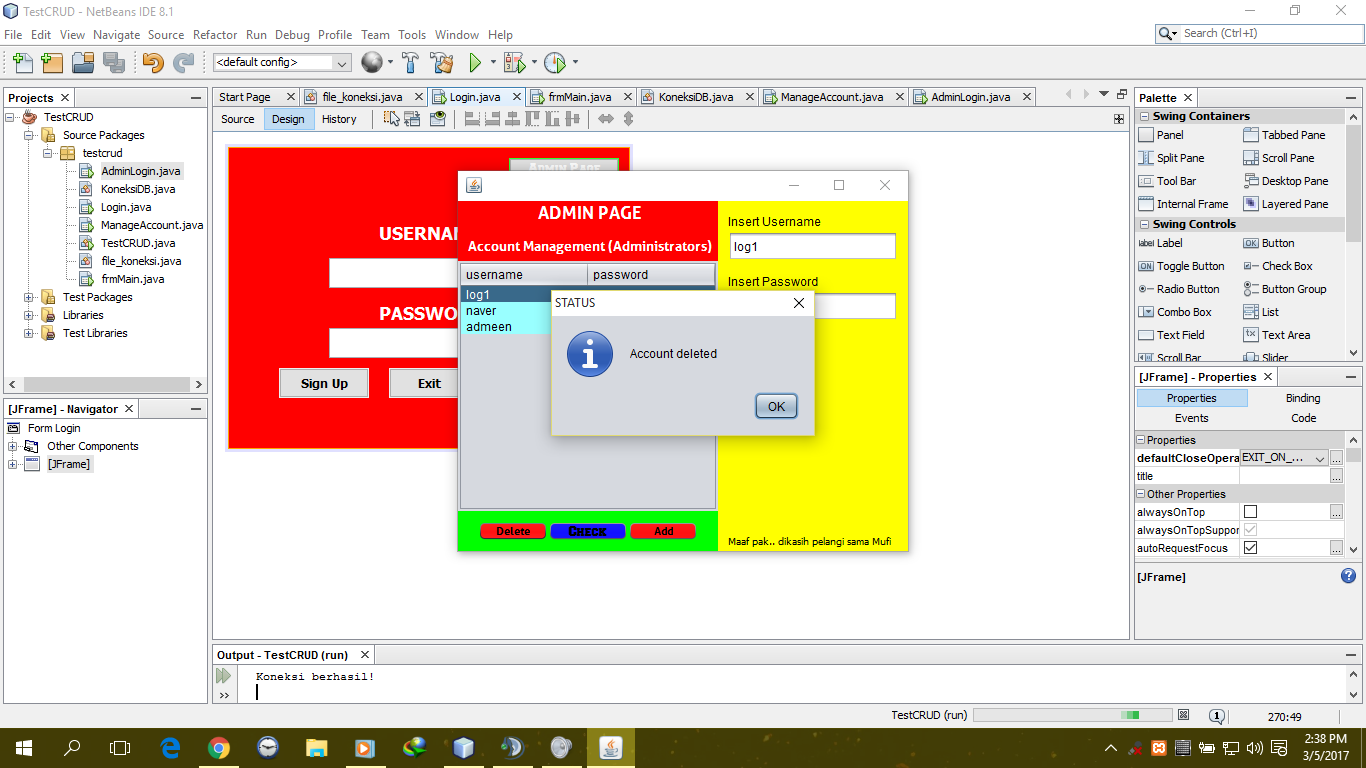 TestCRUD - NetBeans IDE 8.1
File Edit View Navigate Source Refactor Run Debug Profile Team Tools Window Help
Search (Ctrl+I)
<default config>
Projects
TestCRUD
Source Packages
testcrud
AdminLogin.java
KoneksiDB.java
Login.java
ManageAccount.java
TestCRUD.java
file_koneksi.java
frmMain.java
Test Packages
Libraries
Test Libraries
[JFrame] - Navigator
Form Login
Other Components
[JFrame]
Start Page file_koneksi.java Login.java frmMain.java KoneksiDB.java ManageAccount.java AdminLogin.java
Source Design History
ADMIN PAGE
USERNA
PASSWO
Sign Up Exit
ADMIN PAGE
Account Management (Administrators)
username password
log1
naver
admeen
Delete CHECK Add
Insert Username
log1
Insert Password
Maaf pak.. dikasih pelangi sama Mufi
STATUS
Account deleted
OK
Palette
Swing Containers
Panel Tabbed Pane
Split Pane Scroll Pane
Tool Bar Desktop Pane
Internal Frame Layered Pane
Swing Controls
label Label OK Button
ON Toggle Button Check Box
Radio Button Button Group
Combo Box List
Text Field Text Area
Scroll Bar Slider
[JFrame] - Properties
Properties Binding
Events Code
Properties
defaultCloseOpera EXIT_ON_... ...
title ...
Other Properties
alwaysOnTop ...
alwaysOnTopSuppor
autoRequestFocus ...
[JFrame]
Output - TestCRUD (run)
Koneksi berhasil!
TestCRUD (run)
1
270:49
2:38 PM
3/5/2017